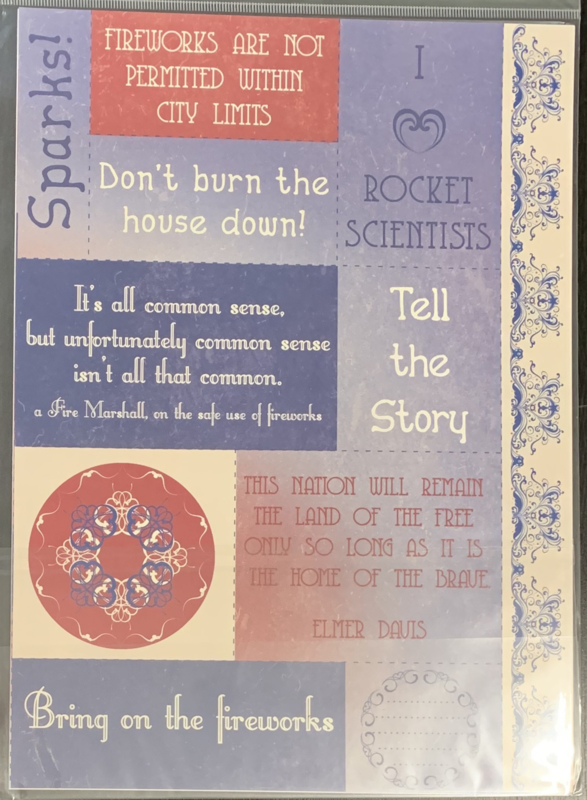 Sparks!
FIREWORKS ARE NOT
PERMITTED WITHIN
CITY LIMITS
I
ROCKET
SCIENTISTS
Don't burn the
house down!
It's all common sense,
but unfortunately common sense
isn't all that common.
a Fire Marshall, on the safe use of fireworks
Tell
the
Story
THIS NATION WILL REMAIN
THE LAND OF THE FREE
ONLY SO LONG AS IT IS
THE HOME OF THE BRAVE
ELMER DAVIS
Bring on the fireworks